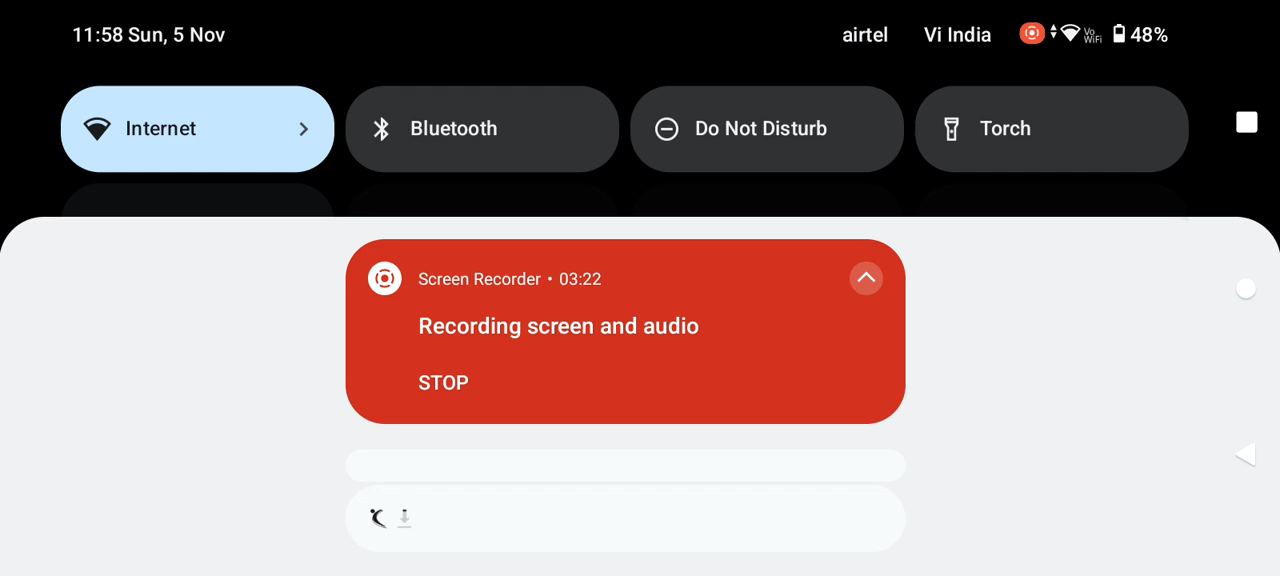 11:58 Sun, 5 Nov
airtel Vi India Vo WiFi 48%
Internet
Bluetooth
Do Not Disturb
Torch
Screen Recorder • 03:22
Recording screen and audio
STOP